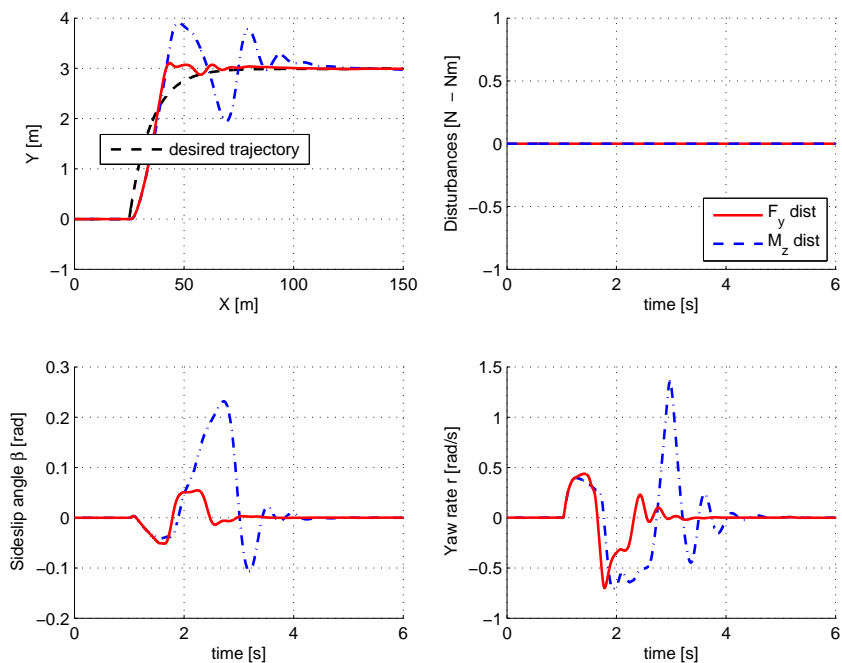 4
3
2
1
0
−1
Y [m]
desired trajectory
0 50 100 150
X [m]
1
0.5
0
−0.5
−1
Disturbances [N − Nm]
F_y dist
M_z dist
0 2 4 6
time [s]
0.3
0.2
0.1
0
−0.1
−0.2
Sideslip angle β [rad]
0 2 4 6
time [s]
1.5
1
0.5
0
−0.5
−1
Yaw rate r [rad/s]
0 2 4 6
time [s]